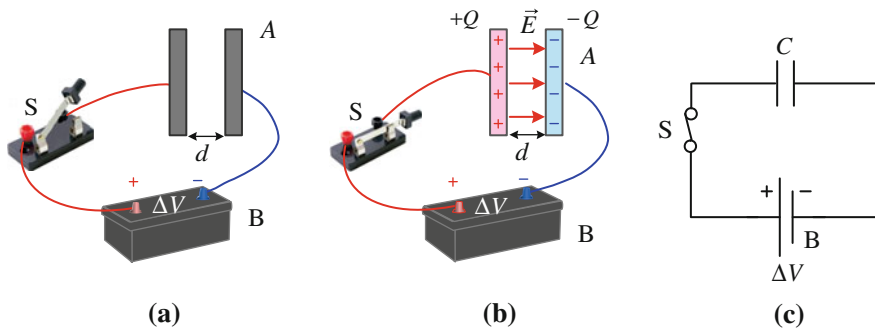 A
S
d
+ −
ΔV
B
(a)
+Q E⃗ −Q
A
+ −
+ −
+ −
+ −
S
d
+ −
ΔV
B
(b)
C
S
+ −
B
ΔV
(c)